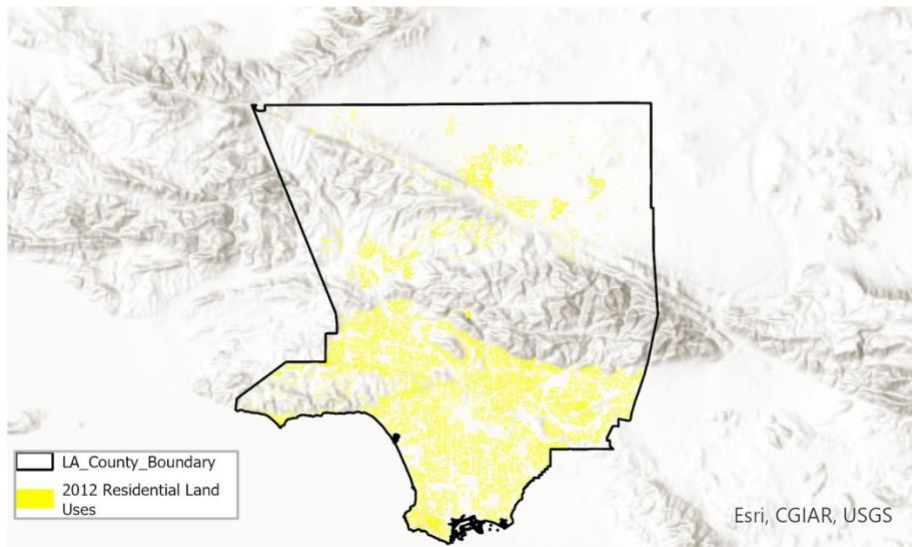 LA_County_Boundary
2012 Residential Land
Uses
Esri, CGIAR, USGS